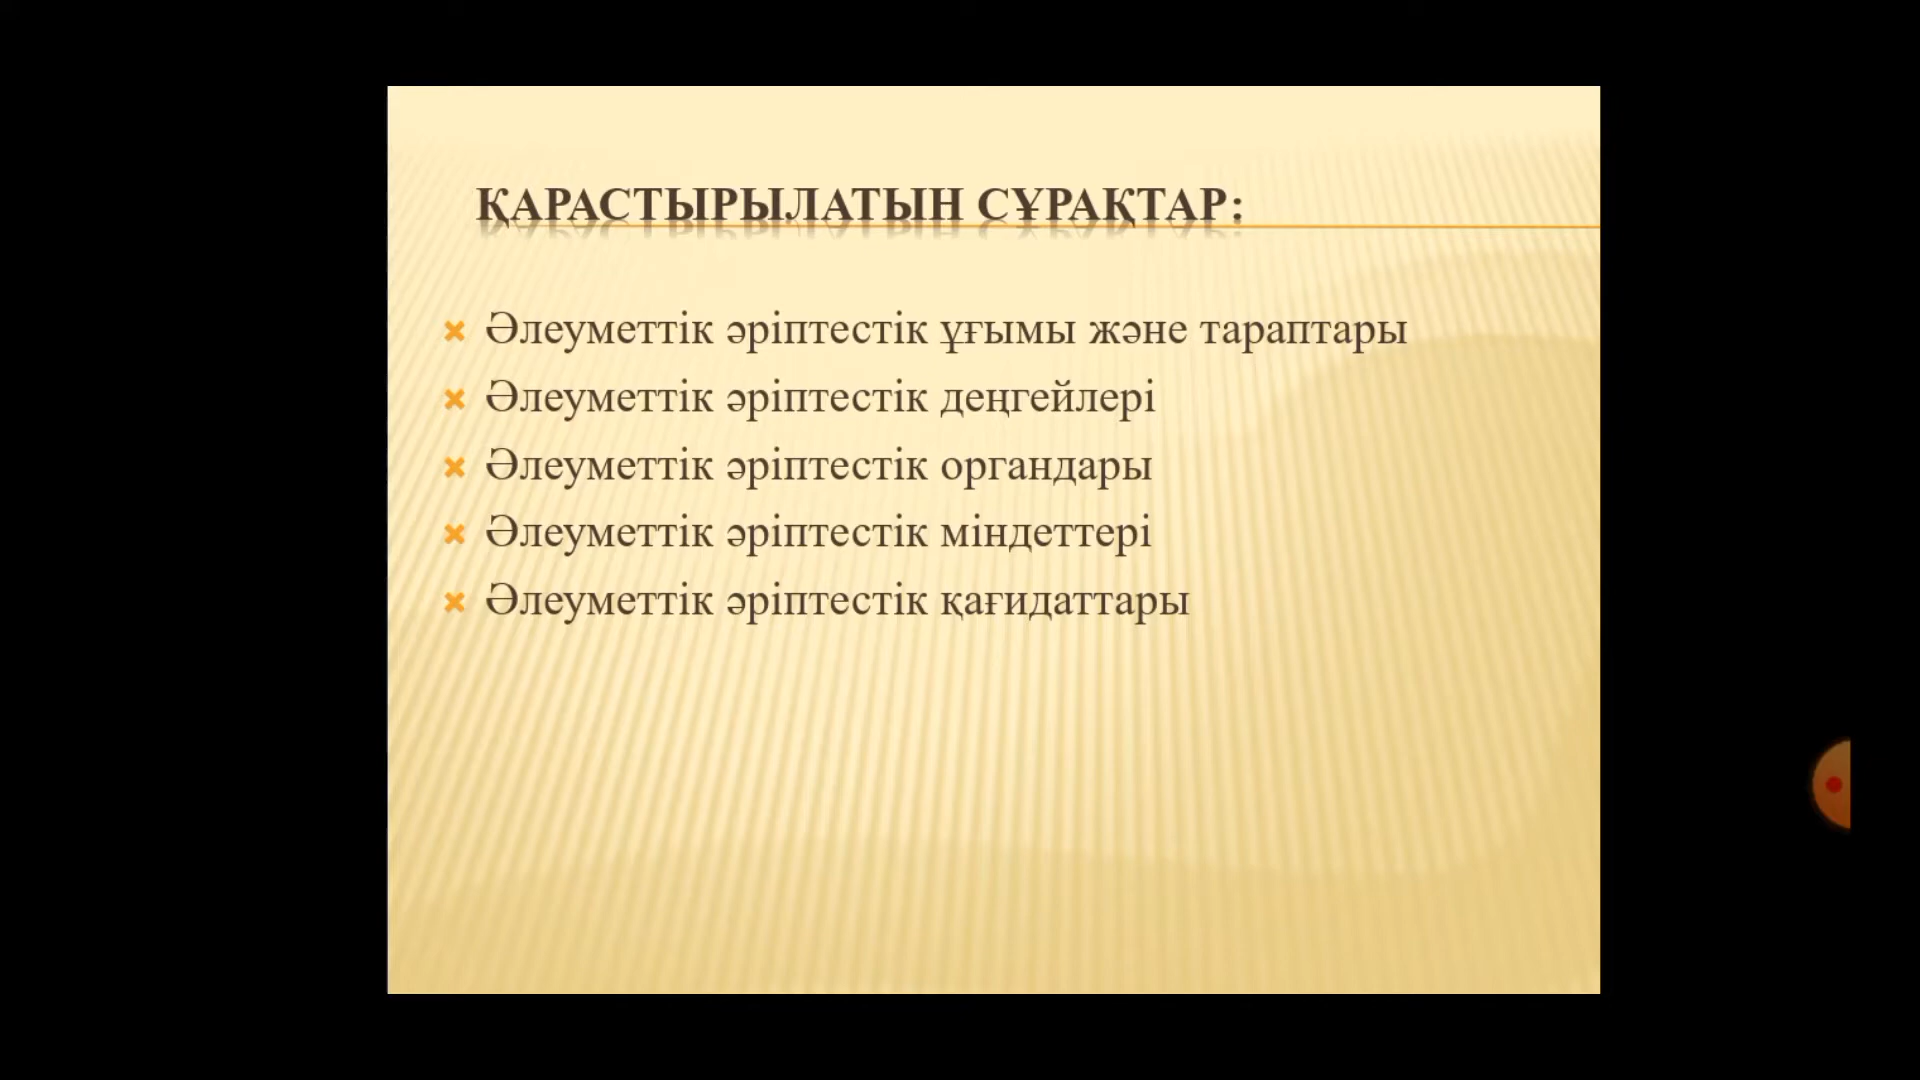 ҚАРАСТЫРЫЛАТЫН СҰРАҚТАР:
Әлеуметтік әріптестік ұғымы және тараптары
Әлеуметтік әріптестік деңгейлері
Әлеуметтік әріптестік органдары
Әлеуметтік әріптестік міндеттері
Әлеуметтік әріптестік қағидаттары